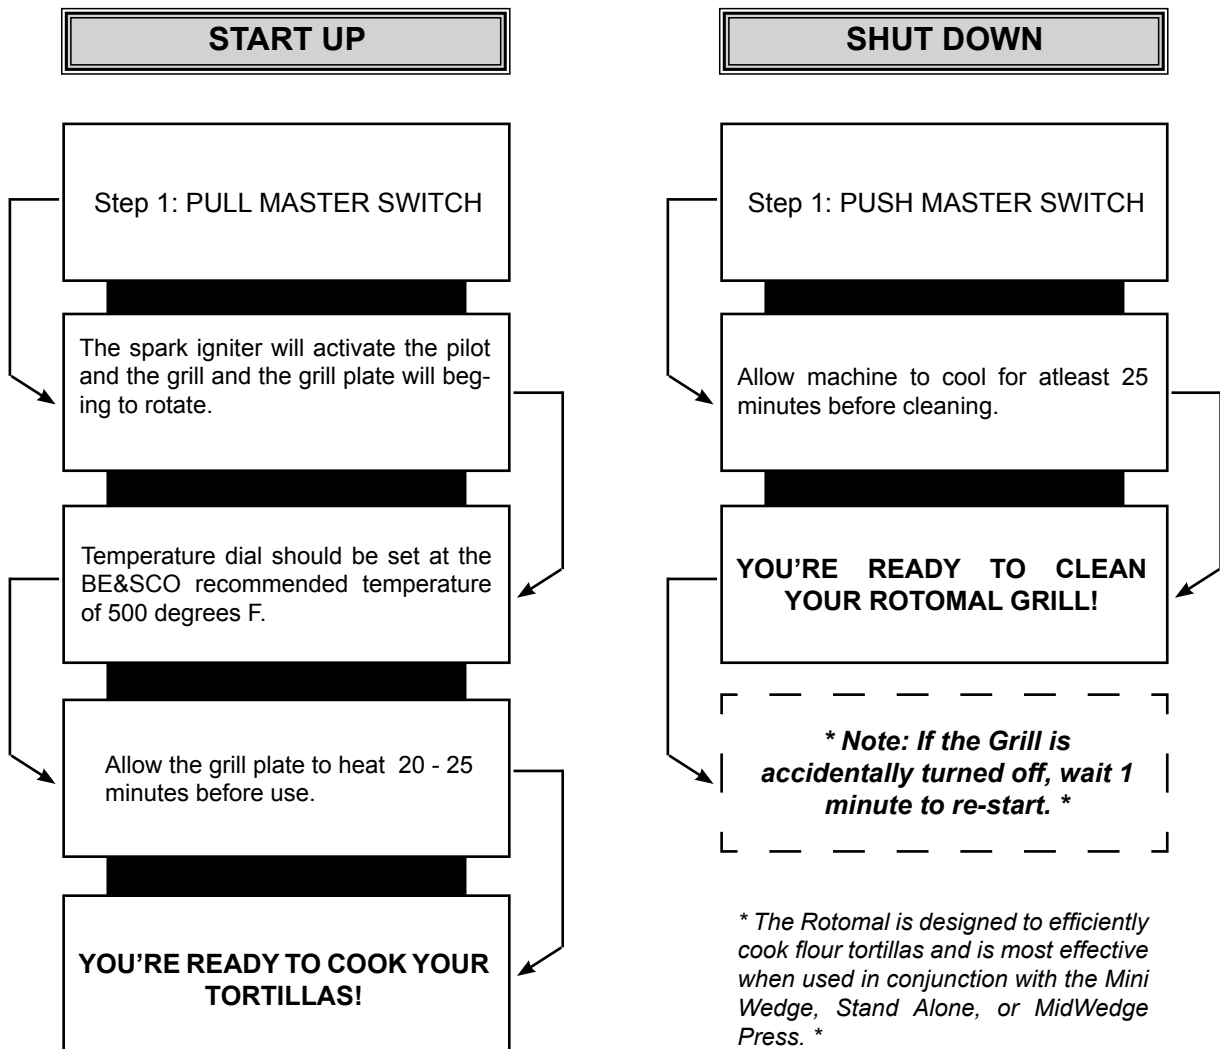 START UP
Step 1: PULL MASTER SWITCH
The spark igniter will activate the pilot
and the grill and the grill plate will beg-
ing to rotate.
Temperature dial should be set at the
BE&SCO recommended temperature
of 500 degrees F.
Allow the grill plate to heat 20 - 25
minutes before use.
YOU'RE READY TO COOK YOUR
TORTILLAS!
SHUT DOWN
Step 1: PUSH MASTER SWITCH
Allow machine to cool for atleast 25
minutes before cleaning.
YOU'RE READY TO CLEAN
YOUR ROTOMAL GRILL!
* Note: If the Grill is
accidentally turned off, wait 1
minute to re-start. *
* The Rotomal is designed to efficiently
cook flour tortillas and is most effective
when used in conjunction with the Mini
Wedge, Stand Alone, or MidWedge
Press. *